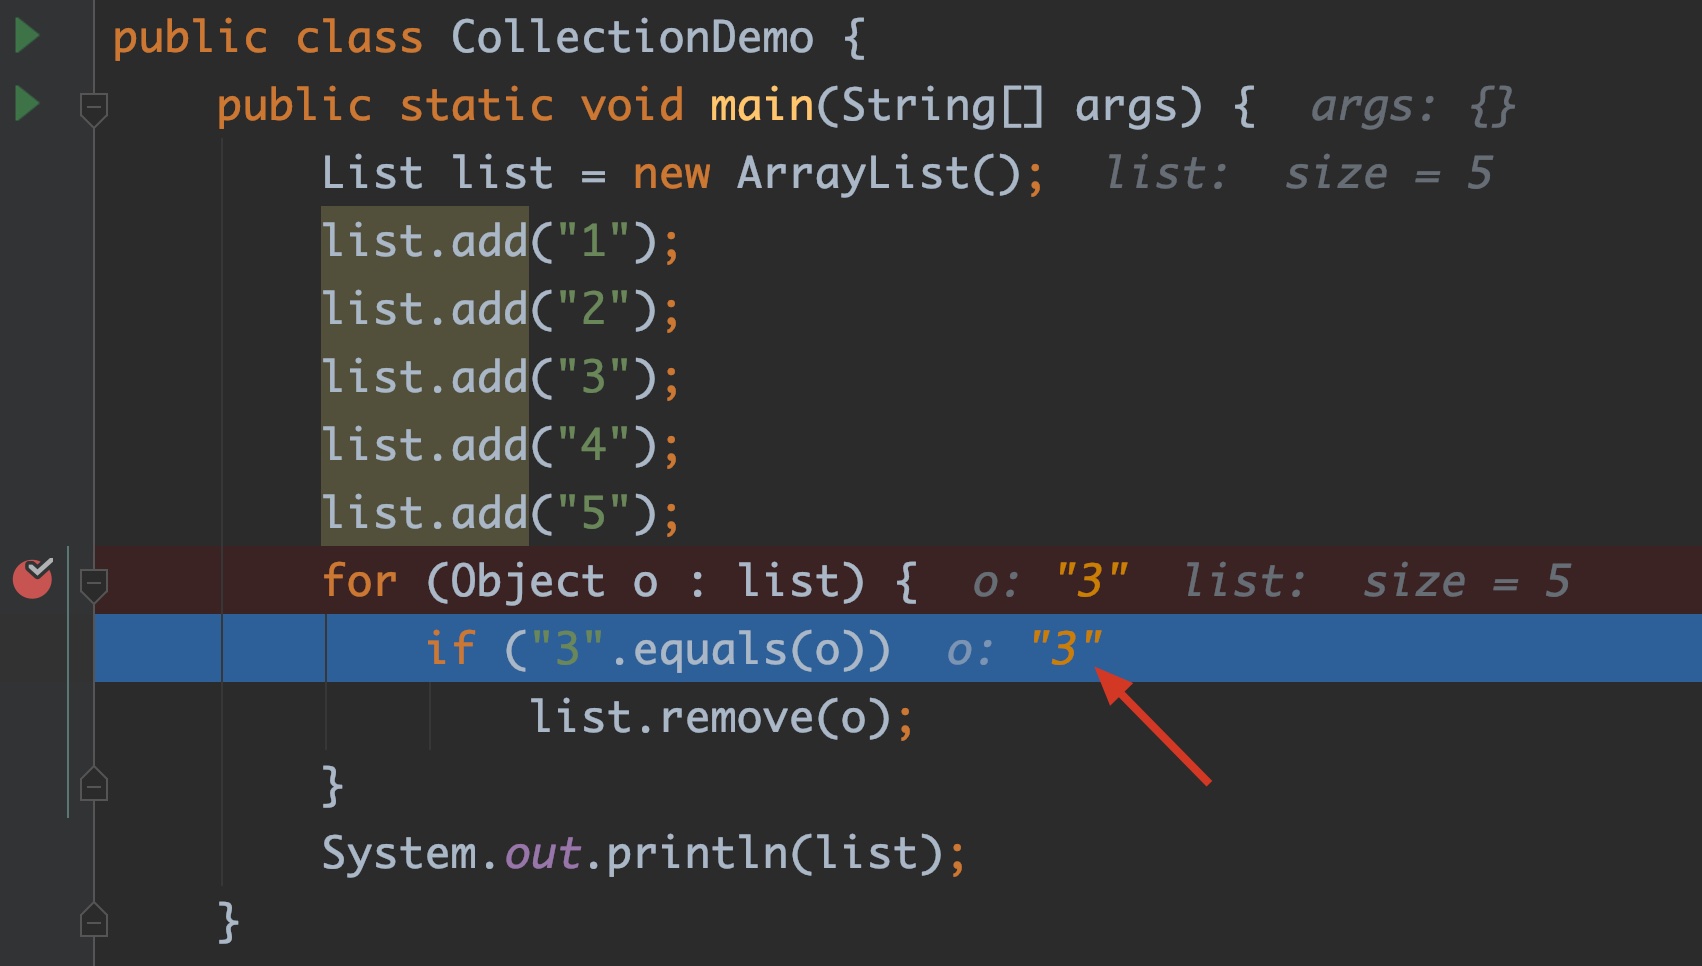 public class CollectionDemo {
public static void main(String[] args) { args: {}
List list = new ArrayList(); list: size = 5
list.add("1");
list.add("2");
list.add("3");
list.add("4");
list.add("5");
for (Object o : list) { o: "3" list: size = 5
if ("3".equals(o)) o: "3"
list.remove(o);
}
System.out.println(list);
}